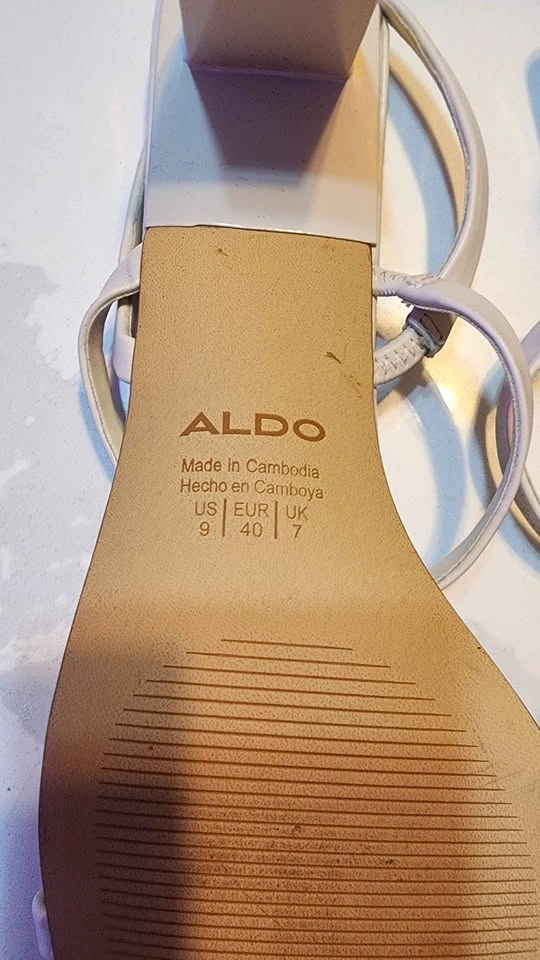 ALDO
Made in Cambodia
Hecho en Camboya
US | EUR | UK
9 | 40 | 7